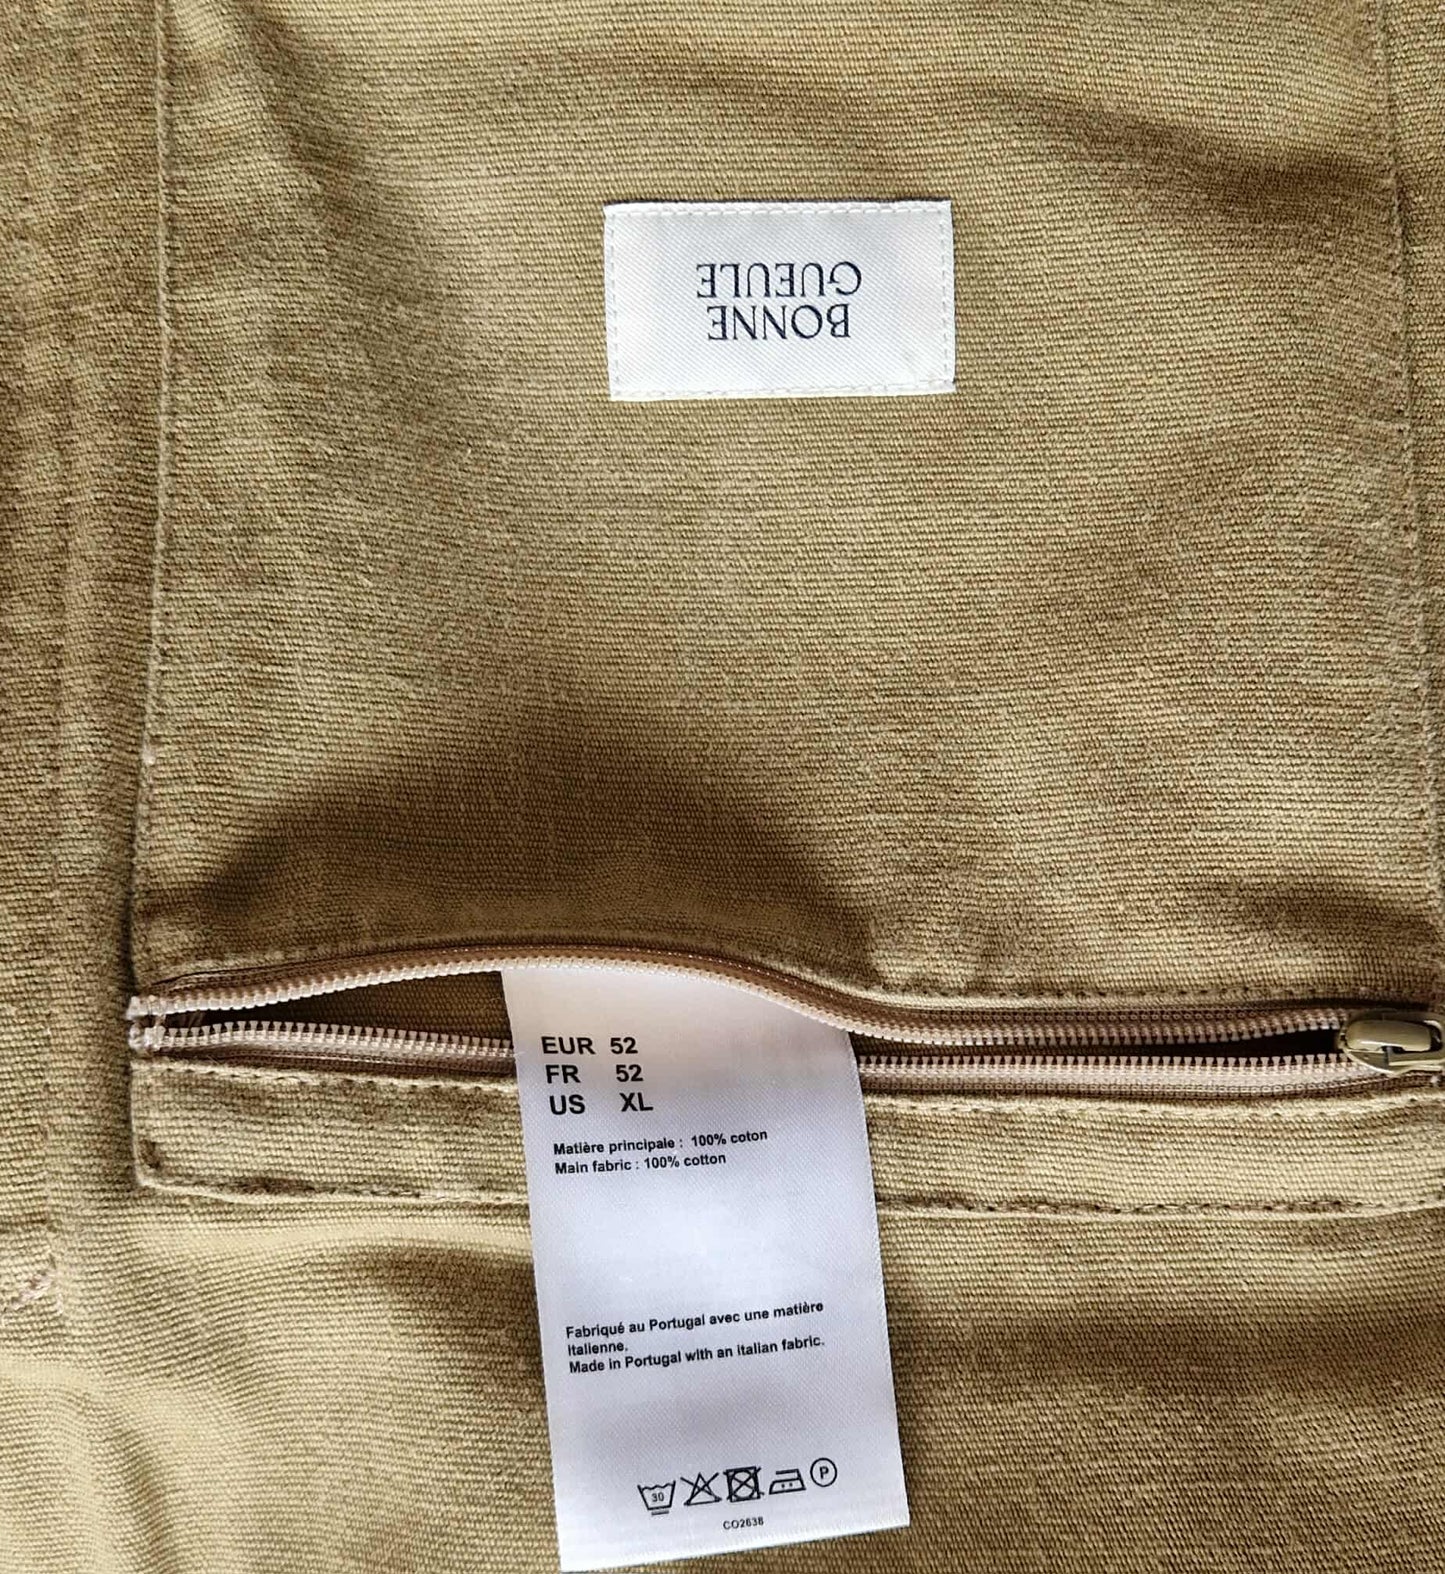 BONNE
GUEULE
EUR 52
FR 52
US XL
Matière principale : 100% coton
Main fabric : 100% cotton
Fabriqué au Portugal avec une matière
Italienne.
Made in Portugal with an italian fabric.
30 P
CO2638